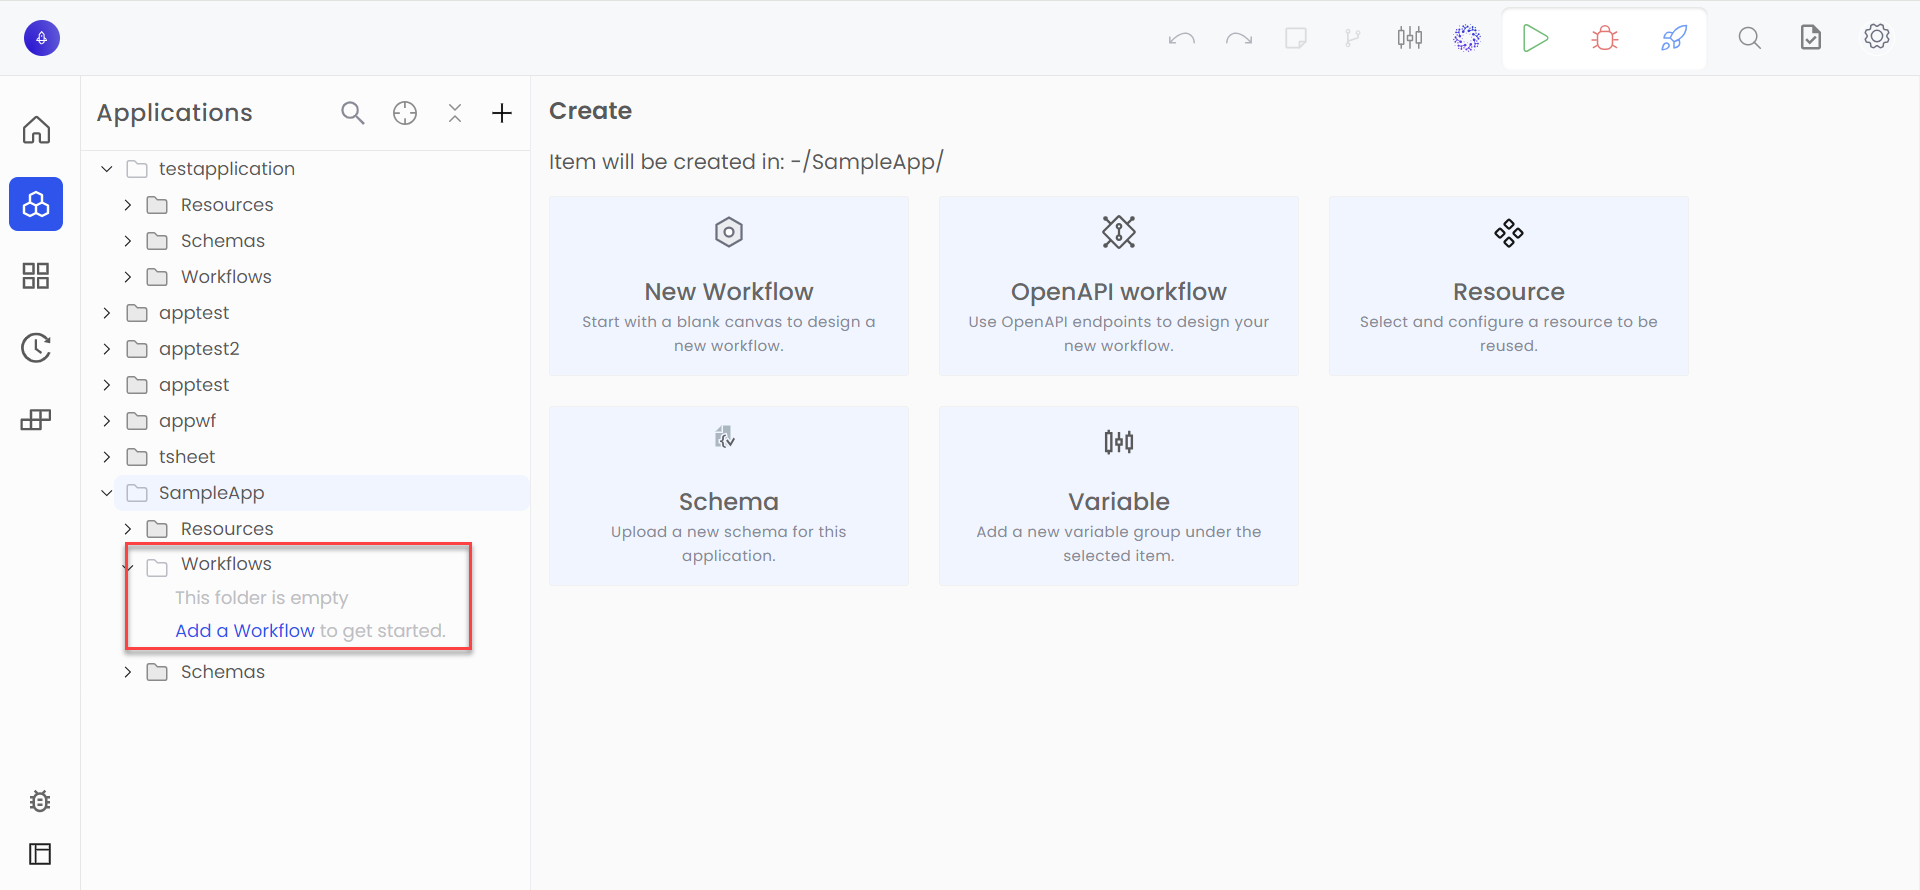 Applications
testapplication
Resources
Schemas
Workflows
apptest
apptest2
apptest
appwf
tsheet
SampleApp
Resources
Workflows
This folder is empty
Add a Workflow to get started.
Schemas
Create
Item will be created in: -/SampleApp/
New Workflow
Start with a blank canvas to design a
new workflow.
OpenAPI workflow
Use OpenAPI endpoints to design your
new workflow.
Resource
Select and configure a resource to be
reused.
Schema
Upload a new schema for this
application.
Variable
Add a new variable group under the
selected item.